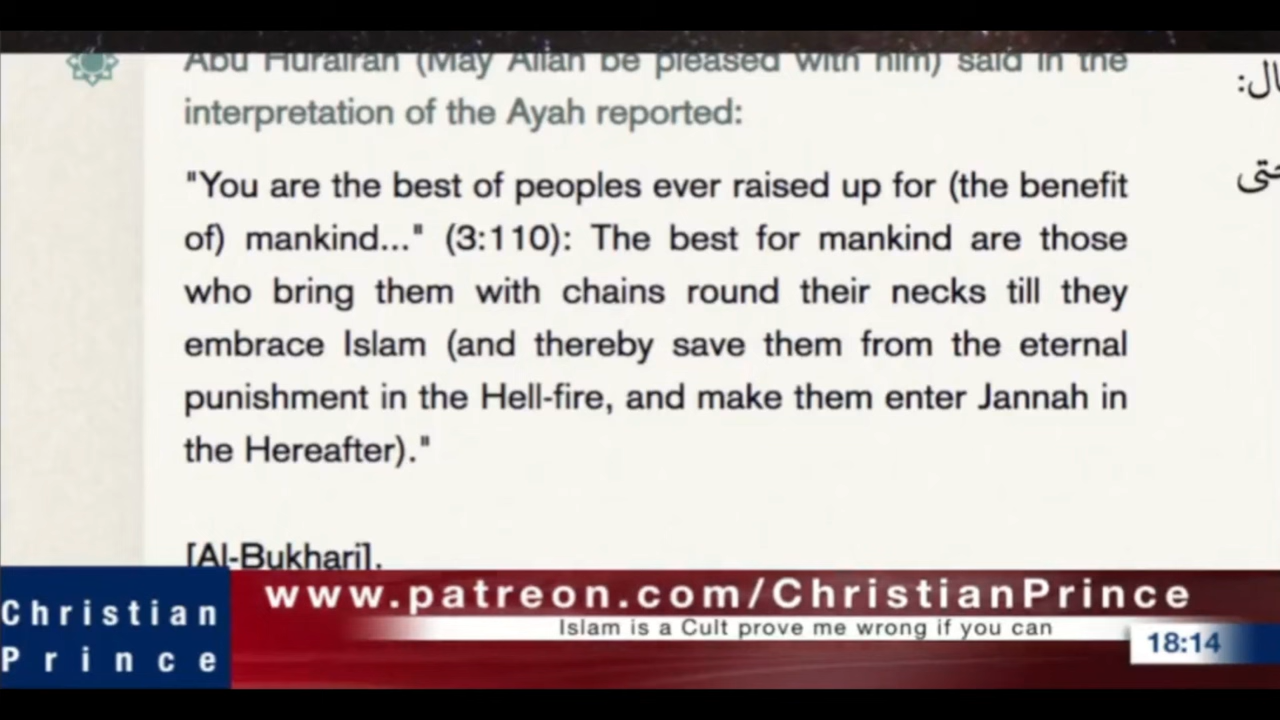 Abu Hurairah (May Allah be pleased with him) said in the
interpretation of the Ayah reported:
"You are the best of peoples ever raised up for (the benefit
of) mankind..." (3:110): The best for mankind are those
who bring them with chains round their necks till they
embrace Islam (and thereby save them from the eternal
punishment in the Hell-fire, and make them enter Jannah in
the Hereafter)."
[Al-Bukhari].
حتى
Christian
Prince
www.patreon.com/ChristianPrince
Islam is a Cult prove me wrong if you can
18:14